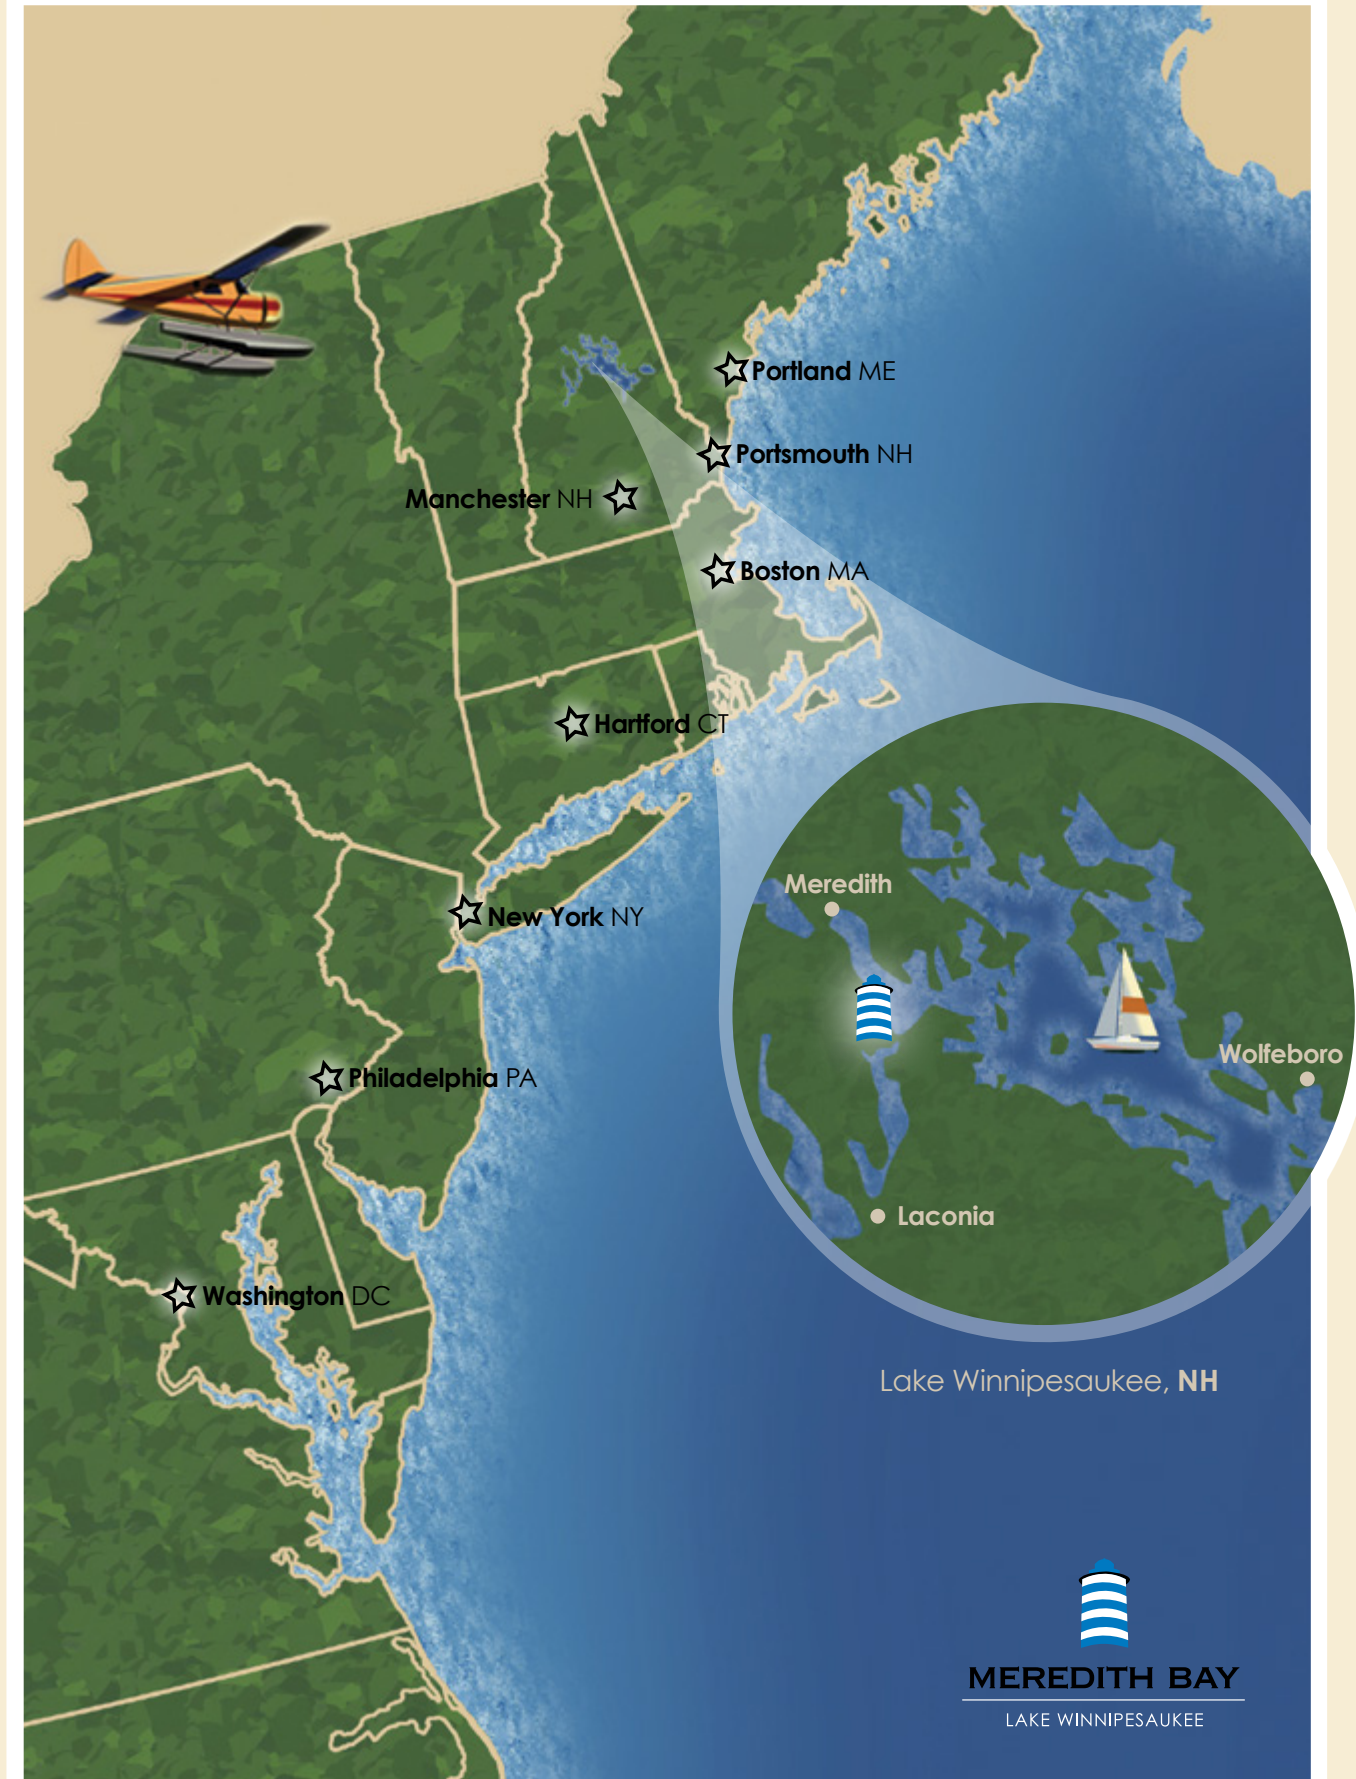 Portland ME
Portsmouth NH
Manchester NH
Boston MA
Hartford CT
Meredith
New York NY
Wolfeboro
Philadelphia PA
Laconia
Washington DC
Lake Winnipesaukee, NH
MEREDITH BAY
LAKE WINNIPESAUKEE